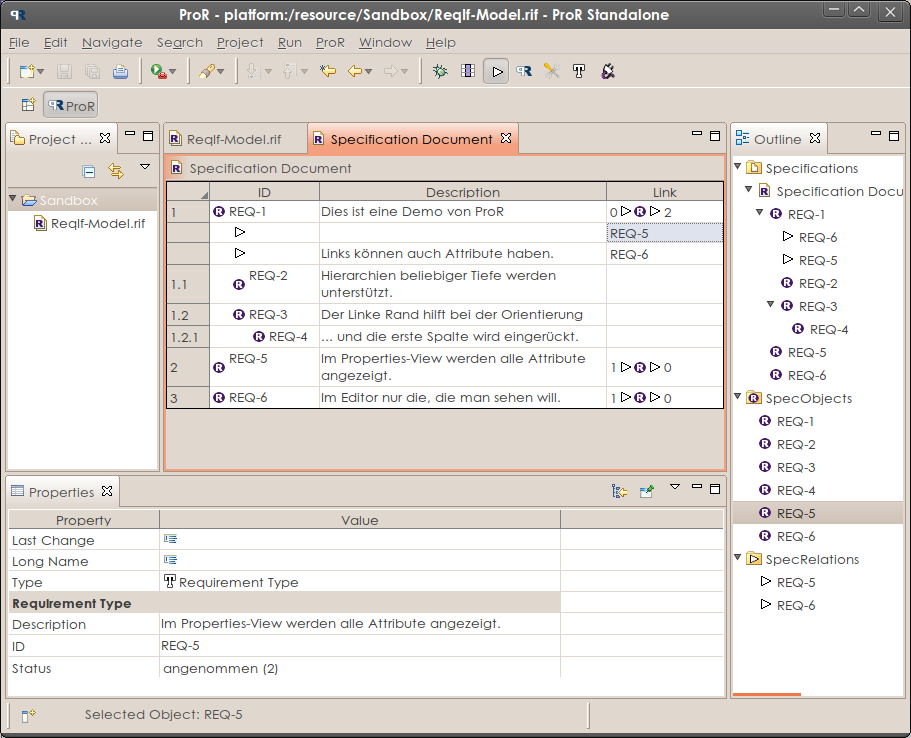 ProR - platform:/resource/Sandbox/ReqIf-Model.rif - ProR Standalone
File Edit Navigate Search Project Run ProR Window Help
ProR
Project ...
Sandbox
ReqIf-Model.rif
ReqIf-Model.rif Specification Document
Specification Document
ID Description Link
1 REQ-1 Dies ist eine Demo von ProR 0 2
REQ-5
Links können auch Attribute haben. REQ-6
1.1 REQ-2 Hierarchien beliebiger Tiefe werden
unterstützt.
1.2 REQ-3 Der Linke Rand hilft bei der Orientierung
1.2.1 REQ-4 ... und die erste Spalte wird eingerückt.
2 REQ-5 Im Properties-View werden alle Attribute
angezeigt. 1 0
3 REQ-6 Im Editor nur die, die man sehen will. 1 0
Outline
Specifications
Specification Docu
REQ-1
REQ-6
REQ-5
REQ-2
REQ-3
REQ-4
REQ-5
REQ-6
SpecObjects
REQ-1
REQ-2
REQ-3
REQ-4
REQ-5
REQ-6
SpecRelations
REQ-5
REQ-6
Properties
Property Value
Last Change
Long Name
Type Requirement Type
Requirement Type
Description Im Properties-View werden alle Attribute angezeigt.
ID REQ-5
Status angenommen (2)
Selected Object: REQ-5